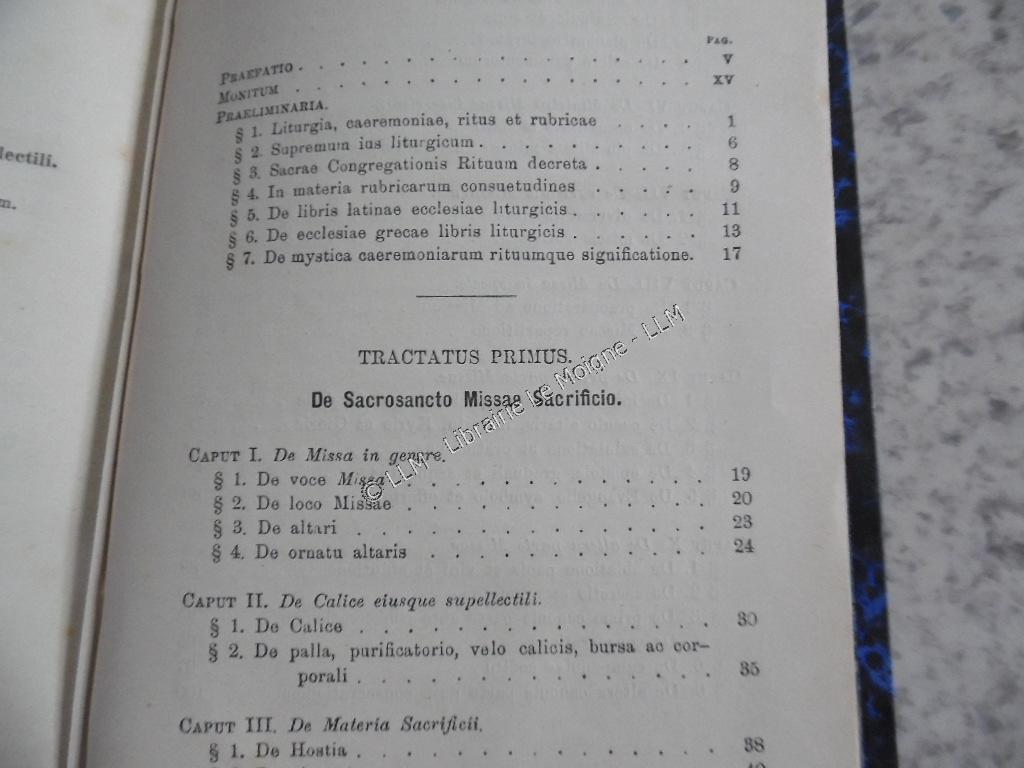 lectili.
m.
PAG.
PRAEFATIO . . . . . . . . . . . . . . . . . V
MONITUM . . . . . . . . . . . . . . . . . XV
PRAELIMINARIA.
§ 1. Liturgia, caeremoniae, ritus et rubricae . . . . 1
§ 2. Supremum ius liturgicum . . . . . . . . . . 6
§ 3. Sacrae Congregationis Rituum decreta . . . . . 8
§ 4. In materia rubricarum consuetudines . . . . . 9
§ 5. De libris latinae ecclesiae liturgicis . . . . . . 11
§ 6. De ecclesiae grecae libris liturgicis . . . . . . 13
§ 7. De mystica caeremoniarum rituumque significatione. 17
TRACTATUS PRIMUS.
De Sacrosancto Missae Sacrificio.
CAPUT I. De Missa in genere.
§ 1. De voce Missa . . . . . . . . . . . . . . 19
§ 2. De loco Missae . . . . . . . . . . . . . . 20
§ 3. De altari . . . . . . . . . . . . . . . 23
§ 4. De ornatu altaris . . . . . . . . . . . . 24
CAPUT II. De Calice eiusque supellectili.
§ 1. De Calice . . . . . . . . . . . . . . . . 30
§ 2. De palla, purificatorio, velo calicis, bursa ac cor-
porali . . . . . . . . . . . . . . . . 35
CAPUT III. De Materia Sacrificii.
§ 1. De Hostia . . . . . . . . . . . . . . . 38
© LLM - Librairie Le Moigne - LLM